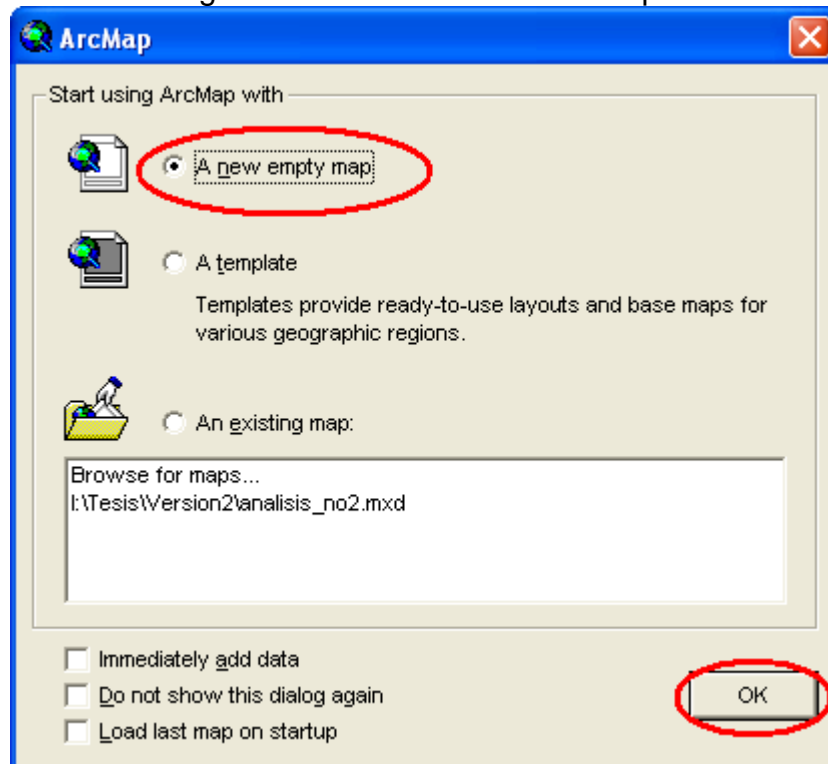 ArcMap
Start using ArcMap with
A new empty map
A template
Templates provide ready-to-use layouts and base maps for
various geographic regions.
An existing map:
Browse for maps...
I:\Tesis\Version2\analisis_no2.mxd
Immediately add data
Do not show this dialog again
OK
Load last map on startup